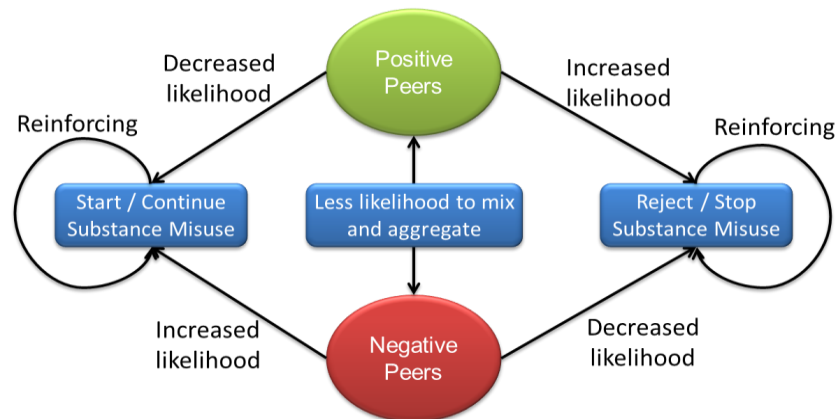 Positive
Peers
Decreased
likelihood
Increased
likelihood
Reinforcing
Reinforcing
Start / Continue
Substance Misuse
Less likelihood to mix
and aggregate
Reject / Stop
Substance Misuse
Increased
likelihood
Negative
Peers
Decreased
likelihood